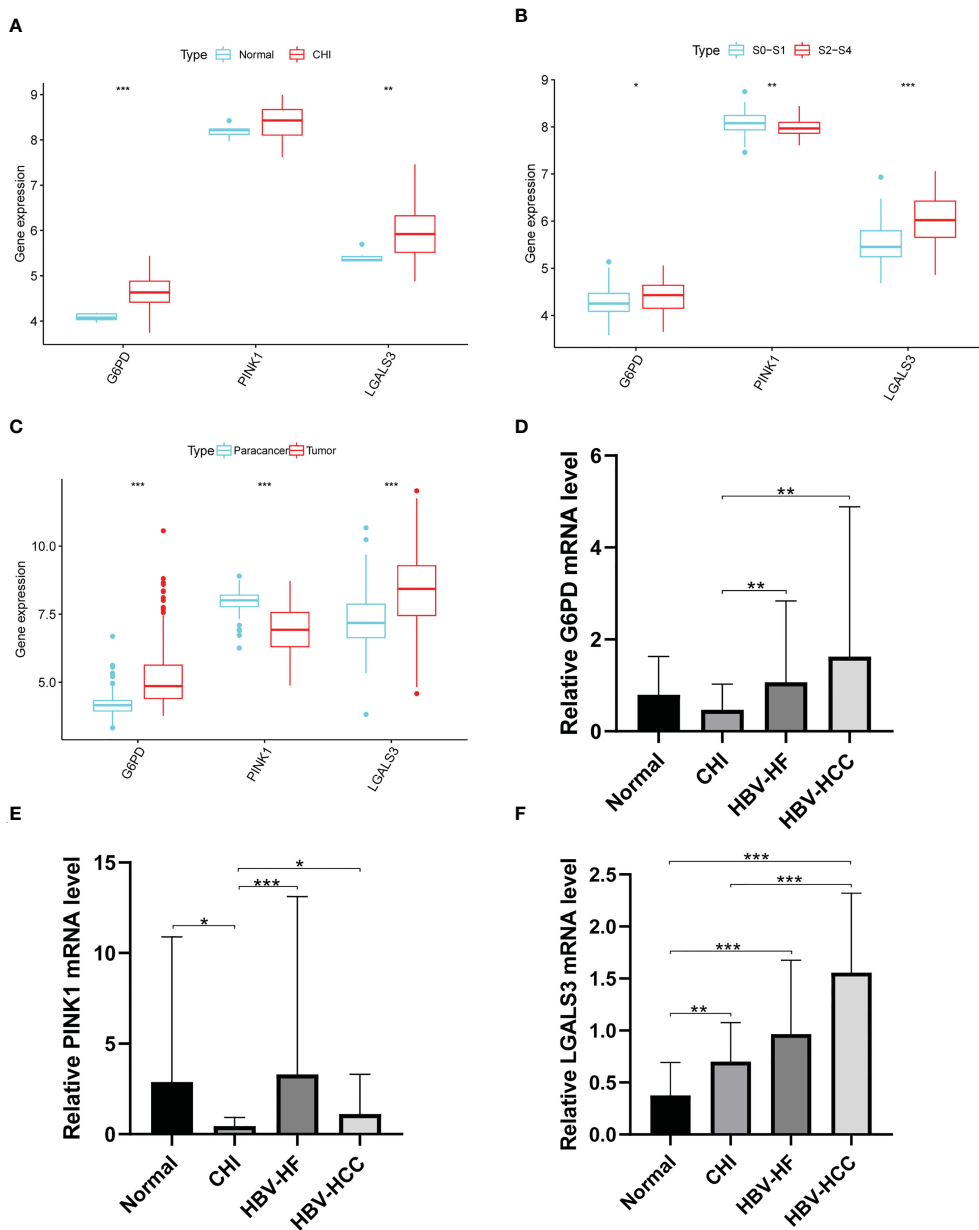 A
Type Normal CHI
*** **
Gene expression
9
8
7
6
5
4
G6PD PINK1 LGALS3
B
Type S0−S1 S2−S4
* ** ***
Gene expression
9
8
7
6
5
4
G6PD PINK1 LGALS3
C
Type Paracancer Tumor
*** *** ***
Gene expression
10.0
7.5
5.0
G6PD PINK1 LGALS3
D
Relative G6PD mRNA level
6
4
2
0
**
**
Normal CHI HBV-HF HBV-HCC
E
Relative PINK1 mRNA level
15
10
5
0
*
***
*
Normal CHI HBV-HF HBV-HCC
F
Relative LGALS3 mRNA level
2.5
2.0
1.5
1.0
0.5
0.0
***
***
***
**
Normal CHI HBV-HF HBV-HCC